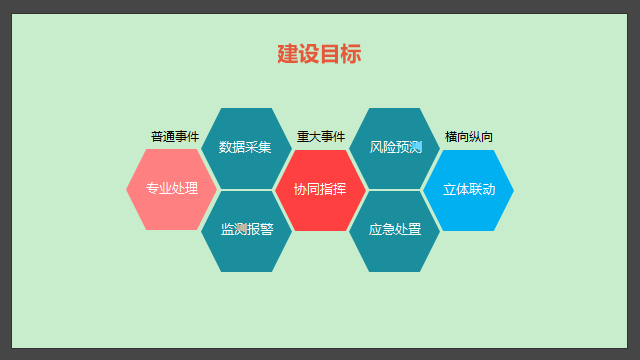 建设目标
普通事件
重大事件
横向纵向
数据采集
风险预测
专业处理
协同指挥
立体联动
监测报警
应急处置